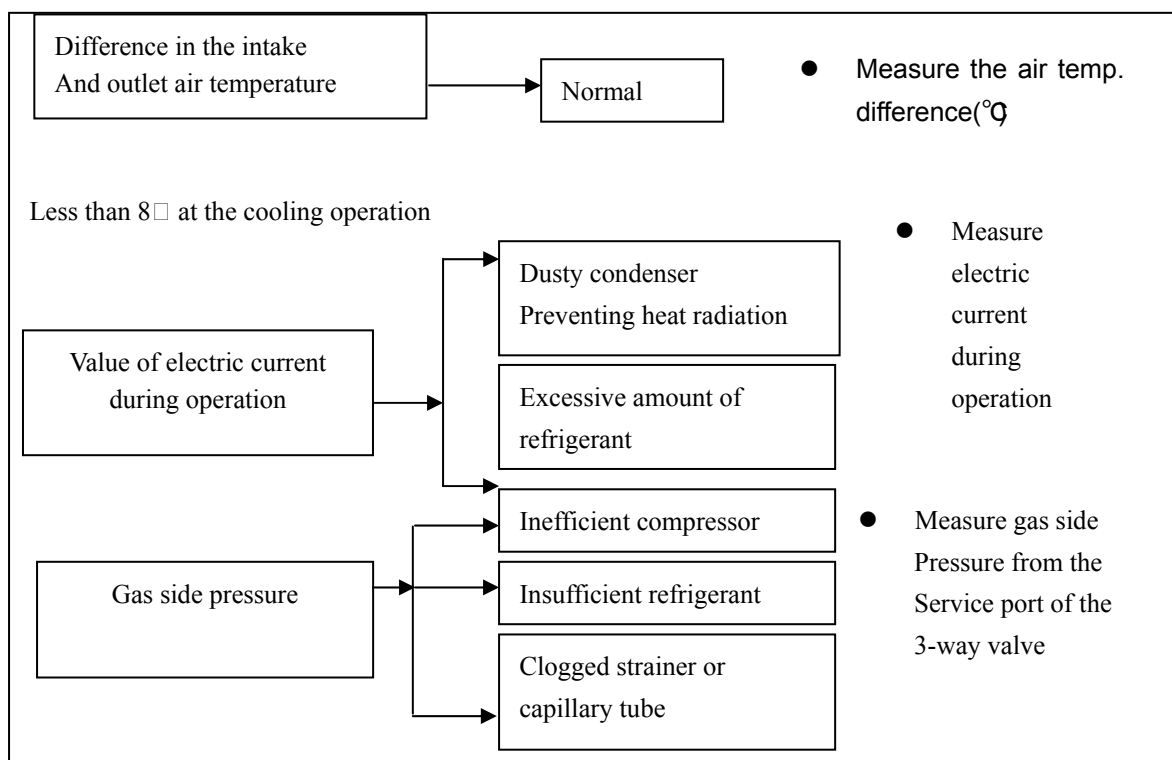 Difference in the intake
And outlet air temperature
Normal
● Measure the air temp.
difference(℃)
Less than 8□ at the cooling operation
Dusty condenser
Preventing heat radiation
● Measure
electric
current
during
operation
Value of electric current
during operation
Excessive amount of
refrigerant
Inefficient compressor
● Measure gas side
Pressure from the
Service port of the
3-way valve
Gas side pressure
Insufficient refrigerant
Clogged strainer or
capillary tube